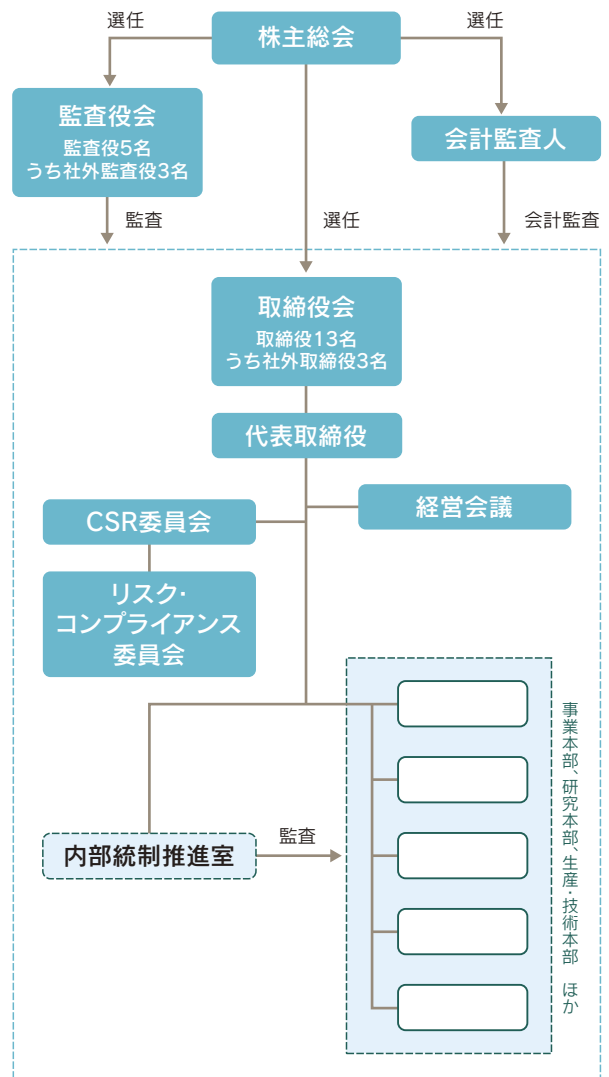 選任
選任
株主総会
監査役会
監査役5名
うち社外監査役3名
会計監査人
監査
選任
会計監査
取締役会
取締役13名
うち社外取締役3名
代表取締役
経営会議
CSR委員会
リスク・
コンプライアンス
委員会
事業本部、研究本部、生産・技術本部 ほか
監査
内部統制推進室